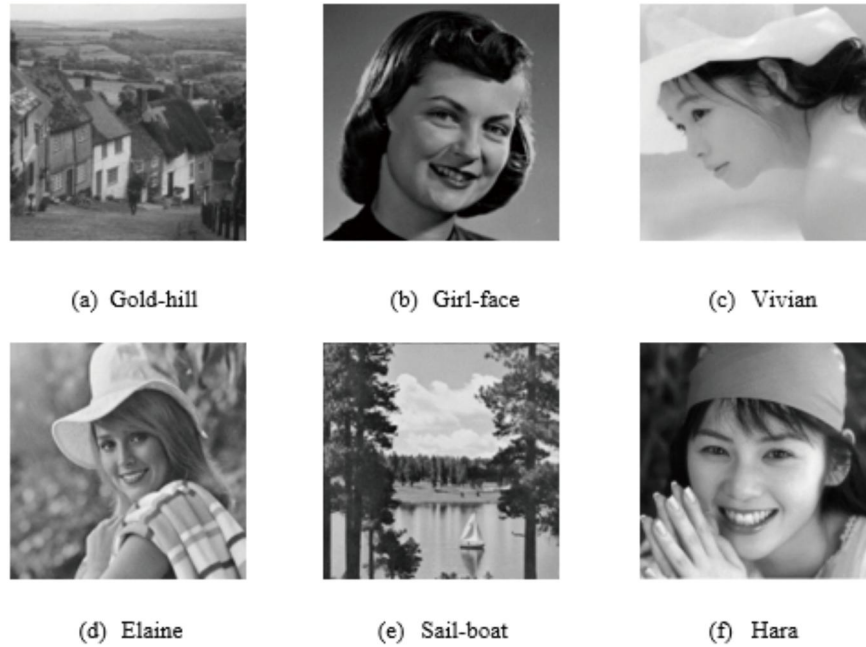 (a) Gold-hill
(b) Girl-face
(c) Vivian
(d) Elaine
(e) Sail-boat
(f) Hara